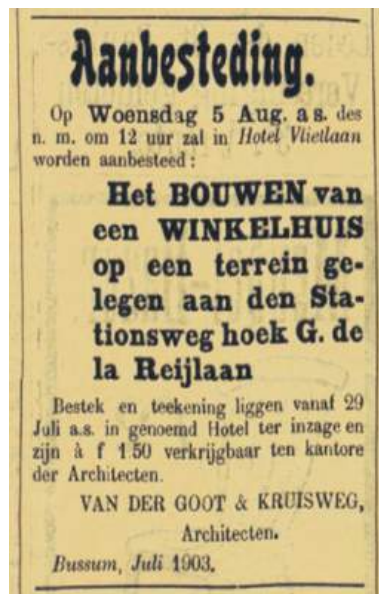 Aanbesteding.
Op Woensdag 5 Aug. a s. des
n. m. om 12 uur zal in Hotel Vlietlaan
worden aanbesteed :
Het BOUWEN van
een WINKELHUIS
op een terrein ge-
legen aan den Sta-
tionsweg hoek G. de
la Reijlaan
Bestek en teekening liggen vanaf 29
Juli a.s. in genoemd Hotel ter inzage en
zijn à f 1 50 verkrijgbaar ten kantore
der Architecten.
VAN DER GOOT & KRUISWEG,
Architecten.
Bussum, Juli 1903.